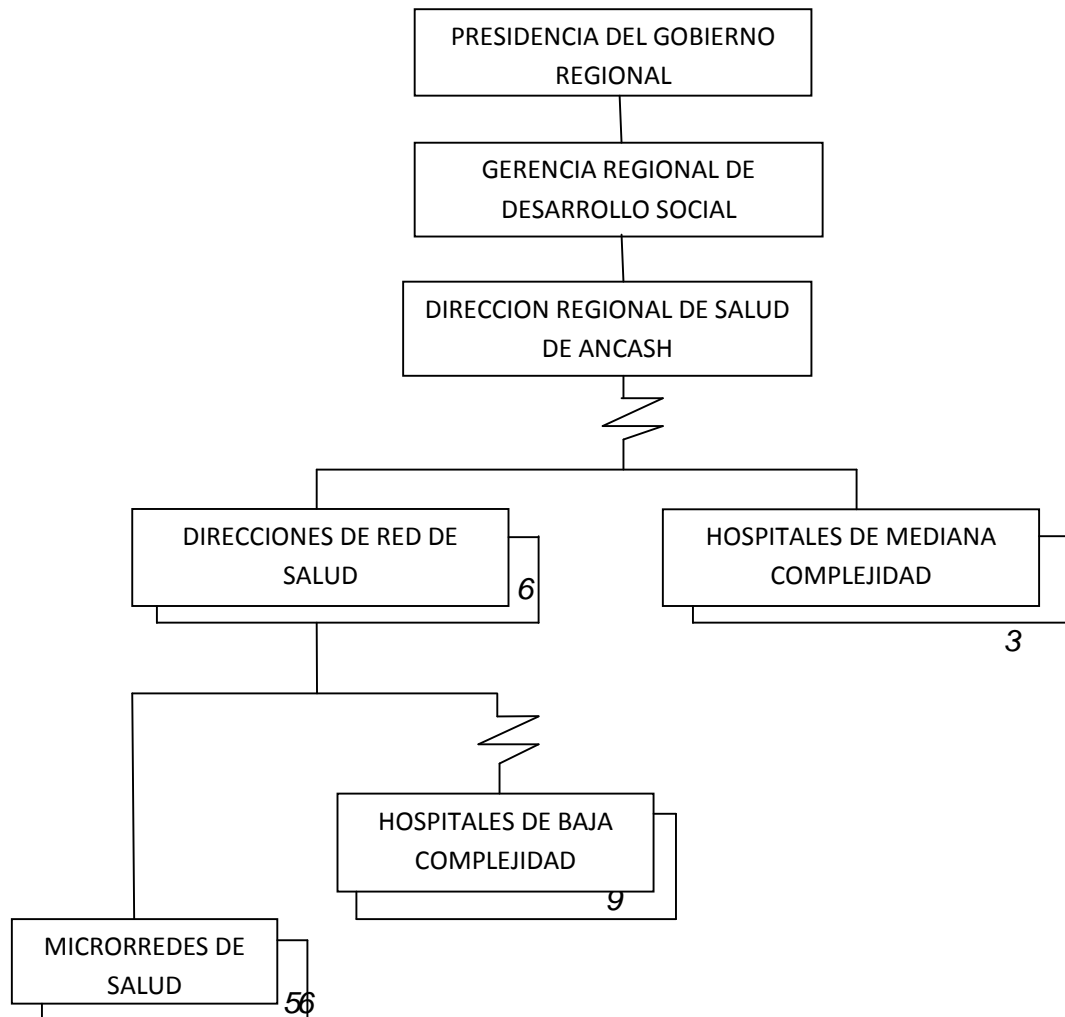 PRESIDENCIA DEL GOBIERNO
REGIONAL
GERENCIA REGIONAL DE
DESARROLLO SOCIAL
DIRECCION REGIONAL DE SALUD
DE ANCASH
DIRECCIONES DE RED DE
SALUD
6
HOSPITALES DE MEDIANA
COMPLEJIDAD
3
HOSPITALES DE BAJA
COMPLEJIDAD
9
MICRORREDES DE
SALUD
56